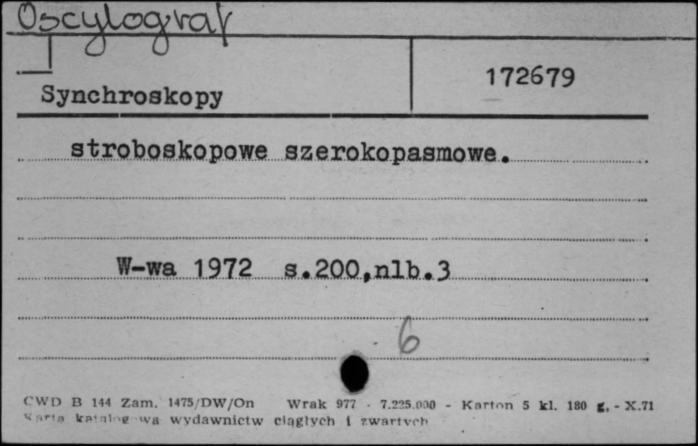 Oscylograf
172679
Synchroskopy
stroboskopowe szerokopasmowe.
W-wa 1972 s.200,nlb.3
6
CWD B 144 Zam. 1475/DW/On Wrak 977 - 7.225.000 - Karton 5 kl. 180 g, - X.71
Karta katalogowa wydawnictw ciągłych i zwartych